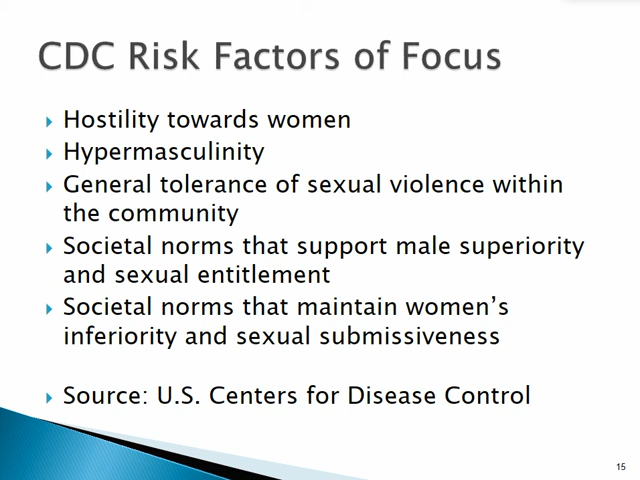 CDC Risk Factors of Focus
Hostility towards women
Hypermasculinity
General tolerance of sexual violence within
the community
Societal norms that support male superiority
and sexual entitlement
Societal norms that maintain women's
inferiority and sexual submissiveness
Source: U.S. Centers for Disease Control
15